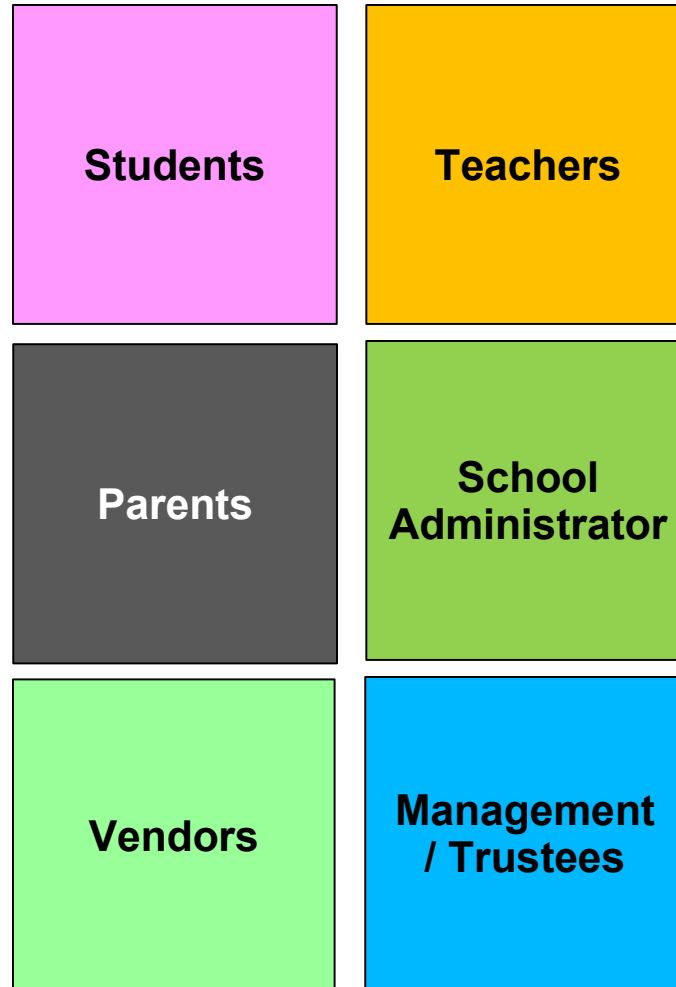 Students
Teachers
Parents
School
Administrator
Vendors
Management
/ Trustees